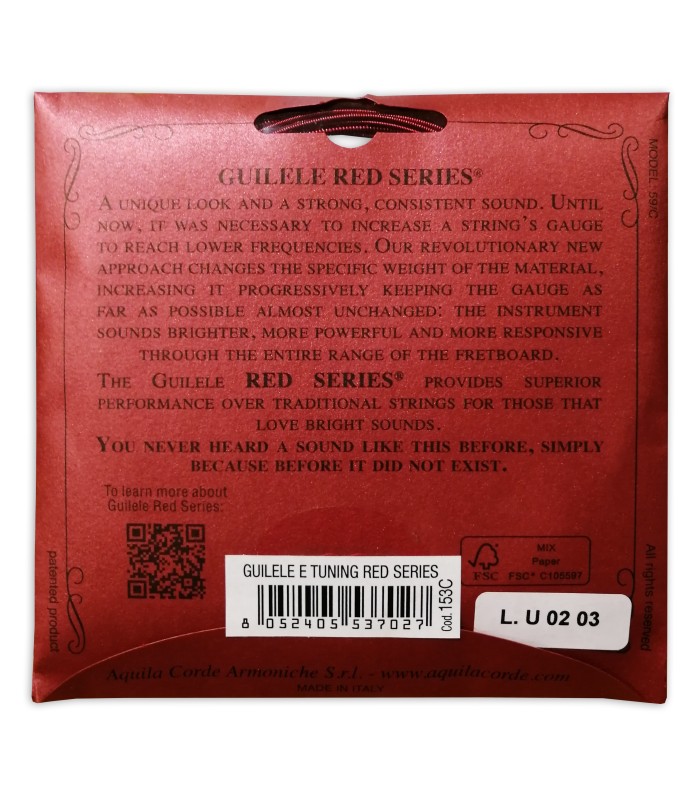 GUILELE RED SERIES®
A UNIQUE LOOK AND A STRONG, CONSISTENT SOUND. UNTIL
NOW, IT WAS NECESSARY TO INCREASE A STRING'S GAUGE
TO REACH LOWER FREQUENCIES. OUR REVOLUTIONARY NEW
APPROACH CHANGES THE SPECIFIC WEIGHT OF THE MATERIAL,
INCREASING IT PROGRESSIVELY KEEPING THE GAUGE AS
FAR AS POSSIBLE ALMOST UNCHANGED: THE INSTRUMENT
SOUNDS BRIGHTER, MORE POWERFUL AND MORE RESPONSIVE
THROUGH THE ENTIRE RANGE OF THE FRETBOARD.
THE GUILELE RED SERIES® PROVIDES SUPERIOR
PERFORMANCE OVER TRADITIONAL STRINGS FOR THOSE THAT
LOVE BRIGHT SOUNDS.
YOU NEVER HEARD A SOUND LIKE THIS BEFORE, SIMPLY
BECAUSE BEFORE IT DID NOT EXIST.
MODEL: 59/C
To learn more about
Guilele Red Series:
patented product
GUILELE E TUNING RED SERIES
8 052405 537027
Cod. 153C
FSC
MIX
Paper
FSC® C105597
All rights reserved
L. U 02 03
Aquila Corde Armoniche S.r.l. - www.aquilacorde.com
MADE IN ITALY